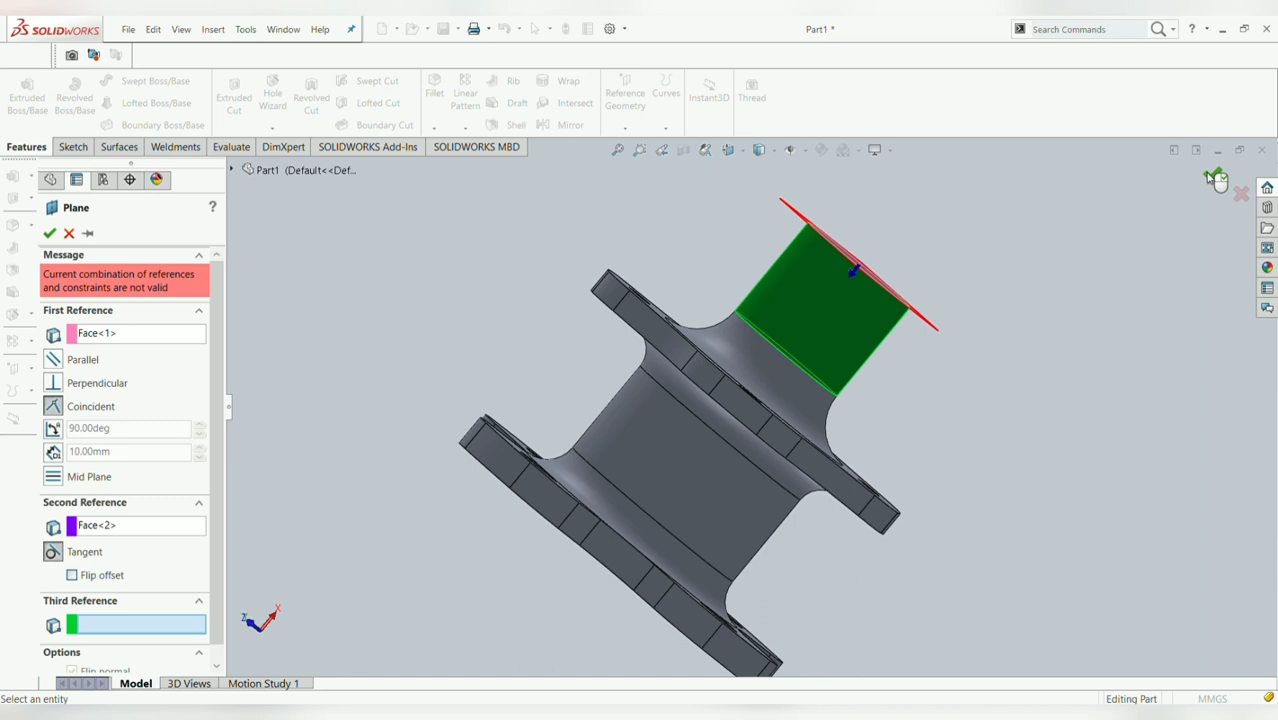 SOLIDWORKS File Edit View Insert Tools Window Help Part1 * Search Commands ?
Extruded Boss/Base
Revolved Boss/Base
Swept Boss/Base
Lofted Boss/Base
Boundary Boss/Base
Extruded Cut
Hole Wizard
Revolved Cut
Swept Cut
Lofted Cut
Boundary Cut
Fillet
Linear Pattern
Rib
Draft
Shell
Wrap
Intersect
Mirror
Reference Geometry
Curves
Instant3D
Thread
Features Sketch Surfaces Weldments Evaluate DimXpert SOLIDWORKS Add-Ins SOLIDWORKS MBD
Part1 (Default<<Def...
Plane ?
Message
Current combination of references
and constraints are not valid
First Reference
Face<1>
Parallel
Perpendicular
Coincident
90.00deg
10.00mm
Mid Plane
Second Reference
Face<2>
Tangent
Flip offset
Third Reference
Options
Flip normal
Z X
Model 3D Views Motion Study 1
Select an entity Editing Part MMGS